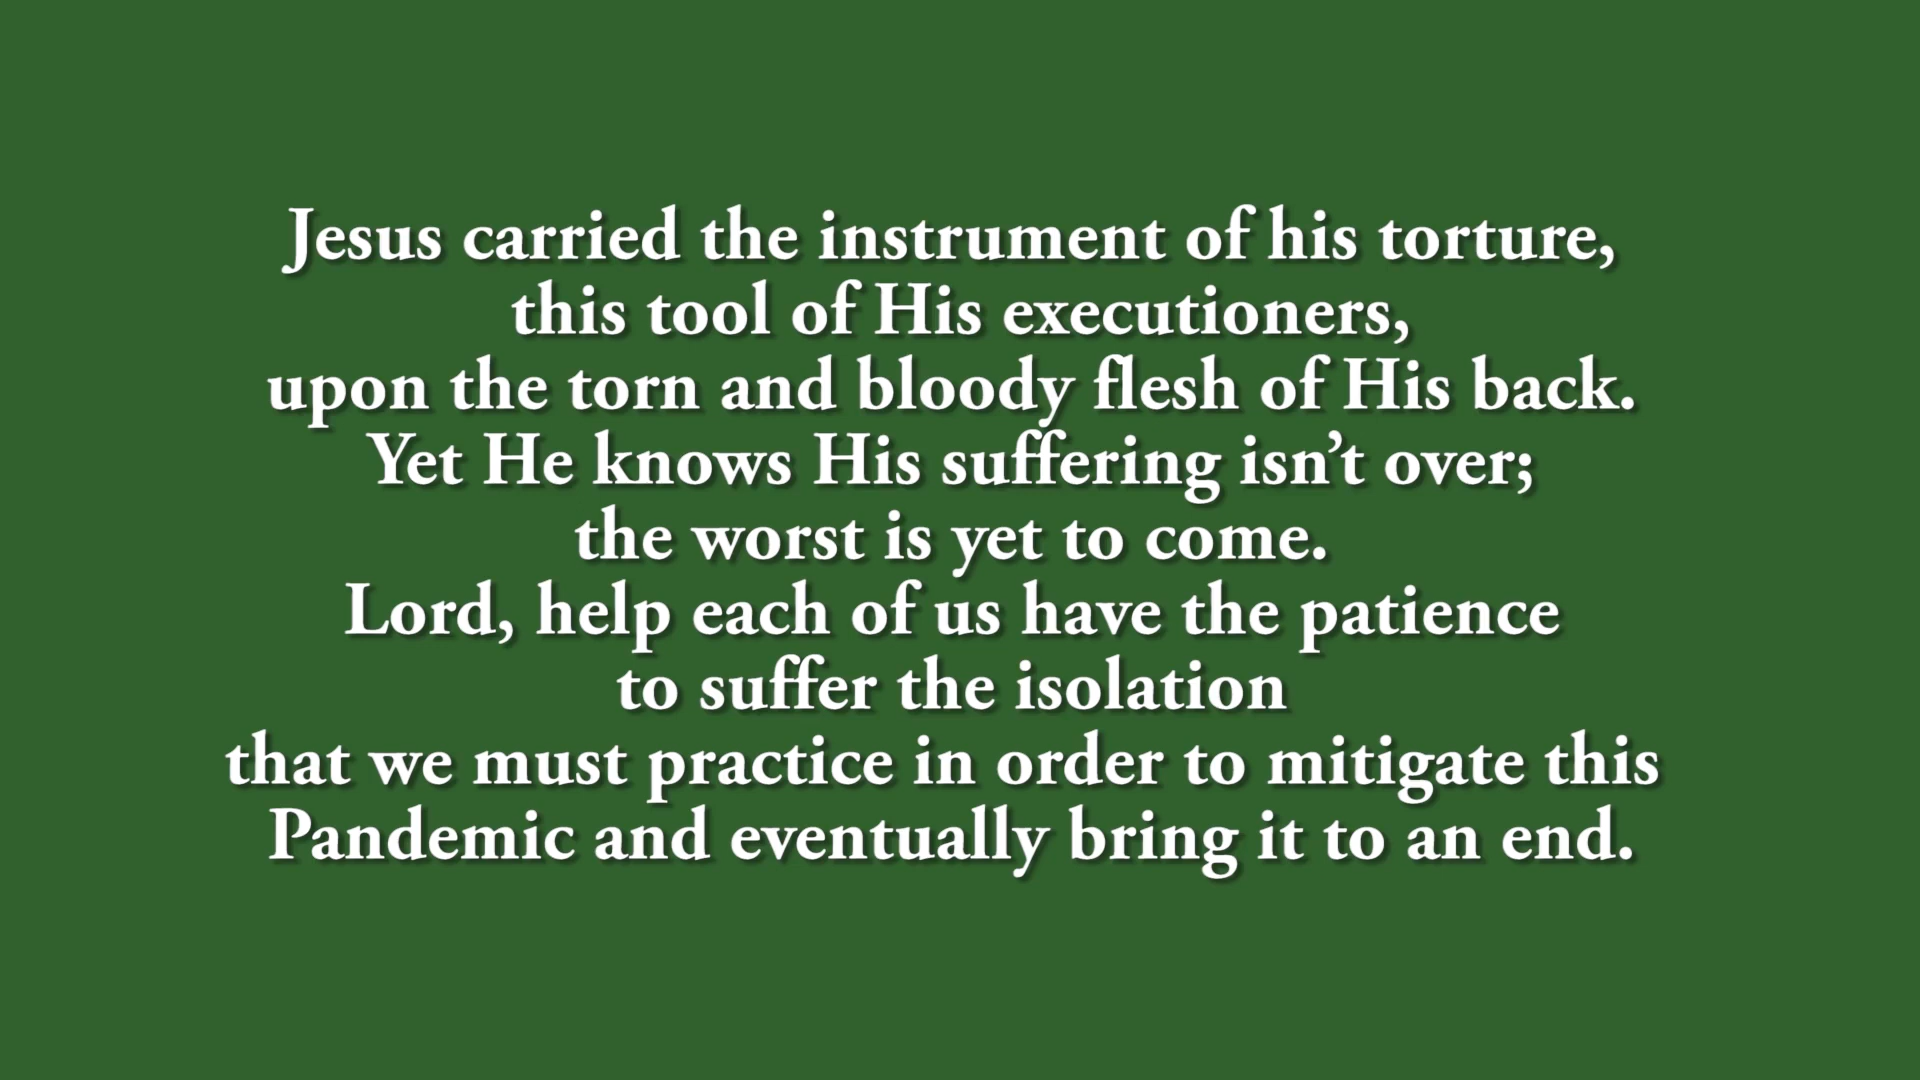 Jesus carried the instrument of his torture,
this tool of His executioners,
upon the torn and bloody flesh of His back.
Yet He knows His suffering isn’t over;
the worst is yet to come.
Lord, help each of us have the patience
to suffer the isolation
that we must practice in order to mitigate this
Pandemic and eventually bring it to an end.